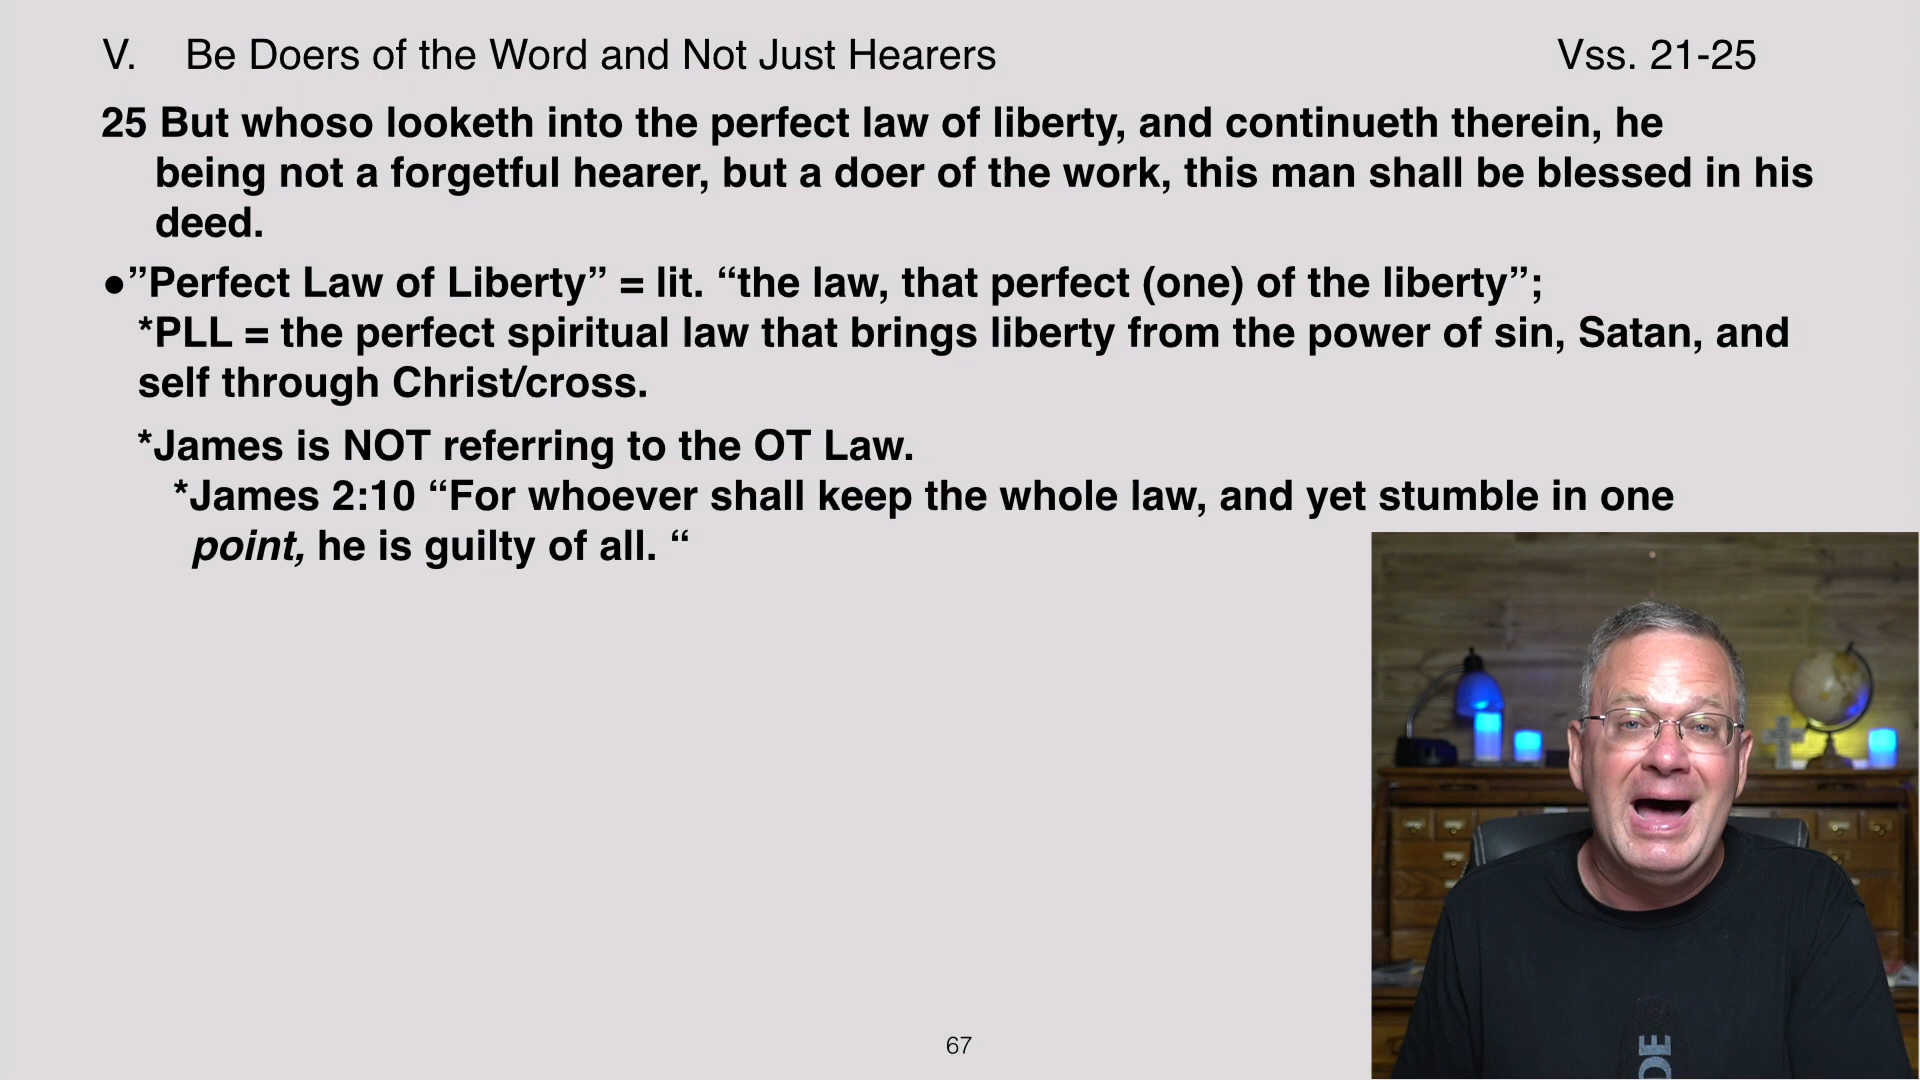 V. Be Doers of the Word and Not Just Hearers Vss. 21-25
25 But whoso looketh into the perfect law of liberty, and continueth therein, he
being not a forgetful hearer, but a doer of the work, this man shall be blessed in his
deed.
●”Perfect Law of Liberty” = lit. “the law, that perfect (one) of the liberty”;
*PLL = the perfect spiritual law that brings liberty from the power of sin, Satan, and
self through Christ/cross.
*James is NOT referring to the OT Law.
*James 2:10 “For whoever shall keep the whole law, and yet stumble in one
point, he is guilty of all. “
67